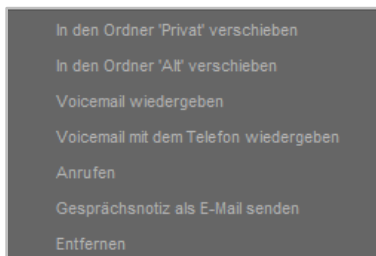 In den Ordner 'Privat' verschieben
In den Ordner 'Alt' verschieben
Voicemail wiedergeben
Voicemail mit dem Telefon wiedergeben
Anrufen
Gesprächsnotiz als E-Mail senden
Entfernen